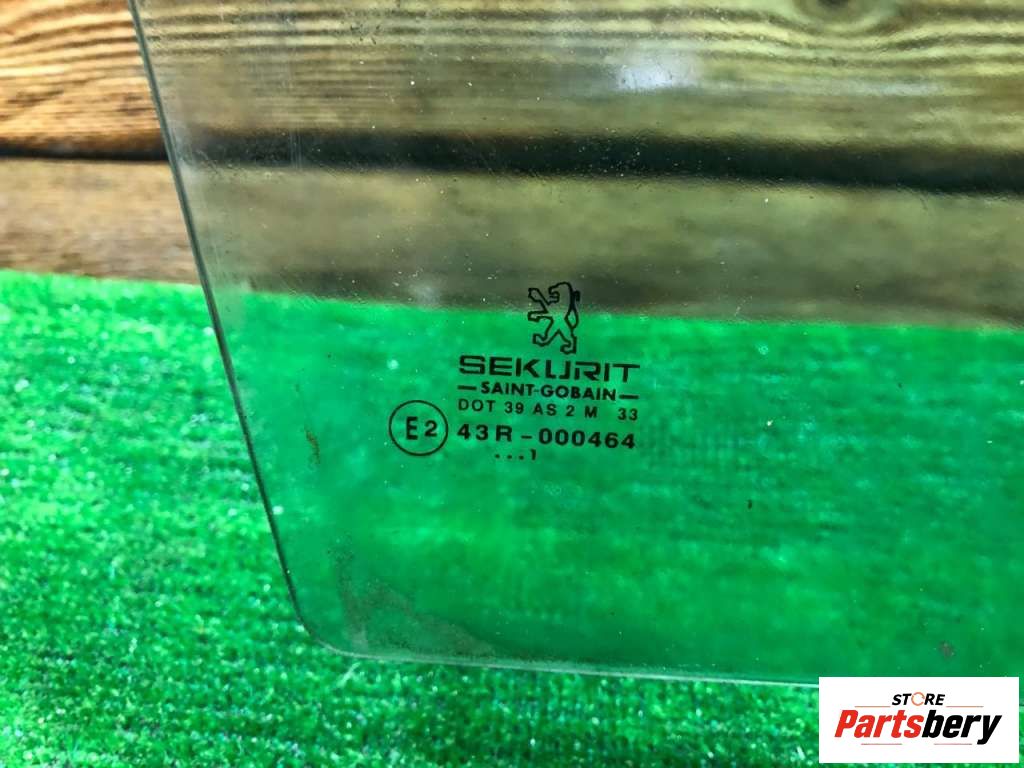 SEKURIT
SAINT-GOBAIN
DOT 39 AS 2 M 33
E2 43R-000464
...1
STORE
Partsbery